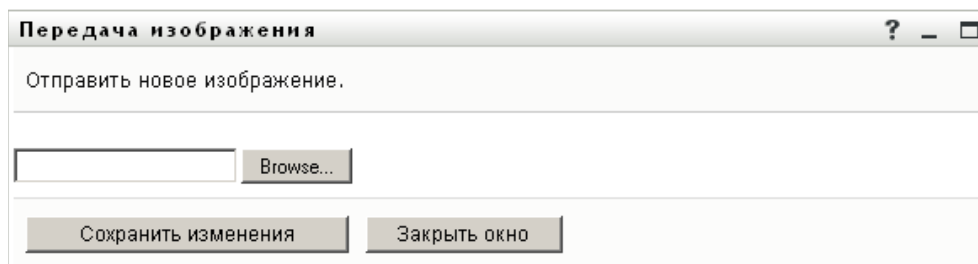 Передача изображения ?
Отправить новое изображение.
Browse...
Сохранить изменения Закрыть окно